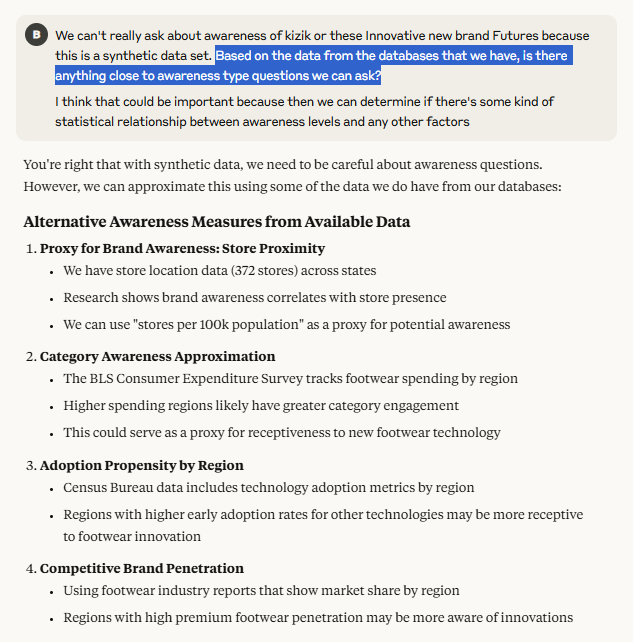 B
We can't really ask about awareness of kizik or these Innovative new brand Futures because
this is a synthetic data set. Based on the data from the databases that we have, is there
anything close to awareness type questions we can ask?
I think that could be important because then we can determine if there's some kind of
statistical relationship between awareness levels and any other factors
You're right that with synthetic data, we need to be careful about awareness questions.
However, we can approximate this using some of the data we do have from our databases:
Alternative Awareness Measures from Available Data
1. Proxy for Brand Awareness: Store Proximity
• We have store location data (372 stores) across states
• Research shows brand awareness correlates with store presence
• We can use "stores per 100k population" as a proxy for potential awareness
2. Category Awareness Approximation
• The BLS Consumer Expenditure Survey tracks footwear spending by region
• Higher spending regions likely have greater category engagement
• This could serve as a proxy for receptiveness to new footwear technology
3. Adoption Propensity by Region
• Census Bureau data includes technology adoption metrics by region
• Regions with higher early adoption rates for other technologies may be more receptive
to footwear innovation
4. Competitive Brand Penetration
• Using footwear industry reports that show market share by region
• Regions with high premium footwear penetration may be more aware of innovations